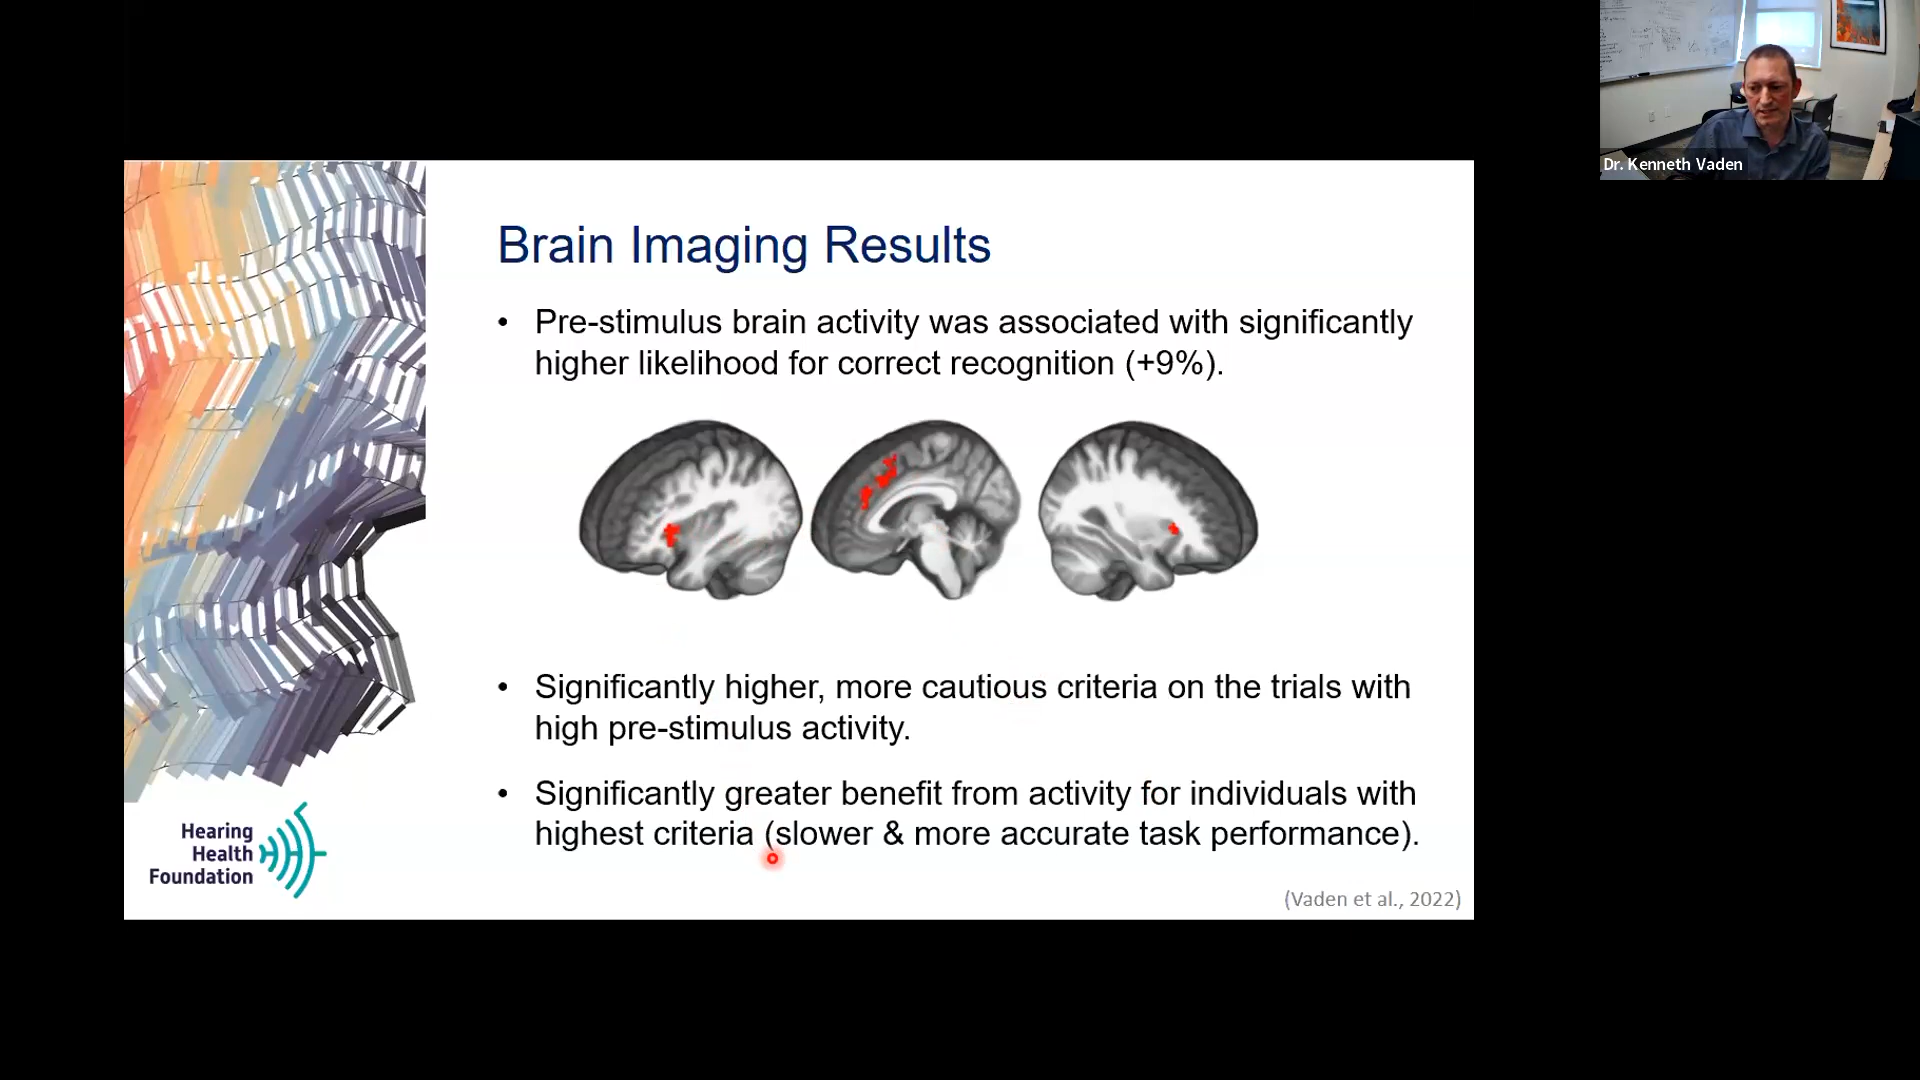 Dr. Kenneth Vaden
Brain Imaging Results
• Pre-stimulus brain activity was associated with significantly
higher likelihood for correct recognition (+9%).
• Significantly higher, more cautious criteria on the trials with
high pre-stimulus activity.
• Significantly greater benefit from activity for individuals with
highest criteria (slower & more accurate task performance).
Hearing
Health
Foundation
(Vaden et al., 2022)